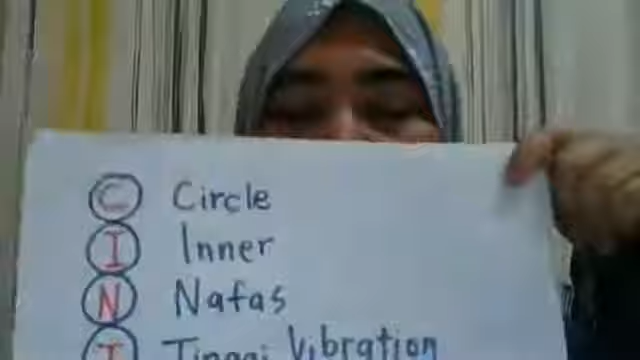 C Circle
I Inner
N Nafas
T Tinggi Vibration